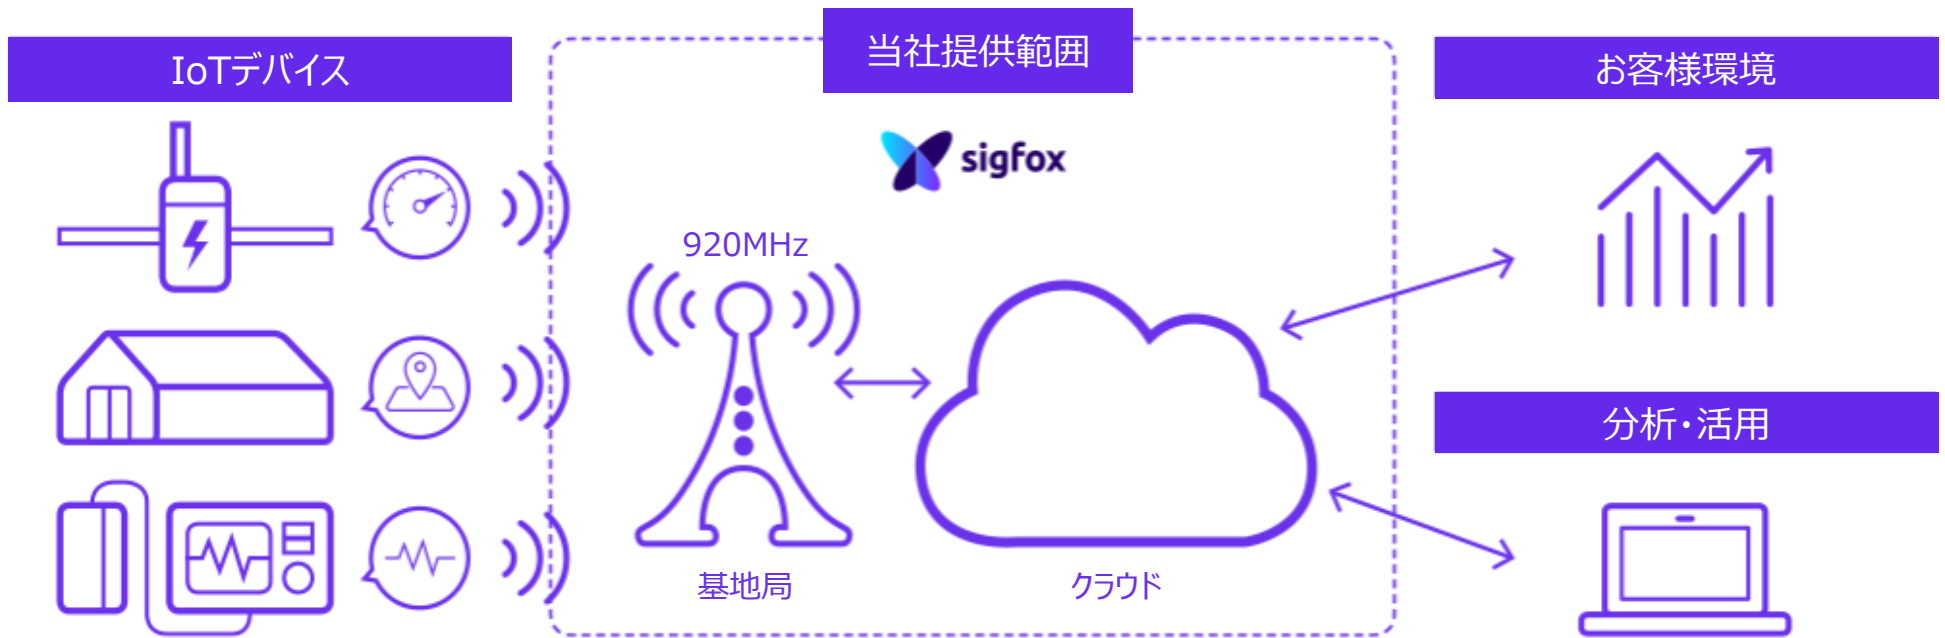 IoTデバイス
当社提供範囲
お客様環境
sigfox
920MHz
基地局
クラウド
分析・活用